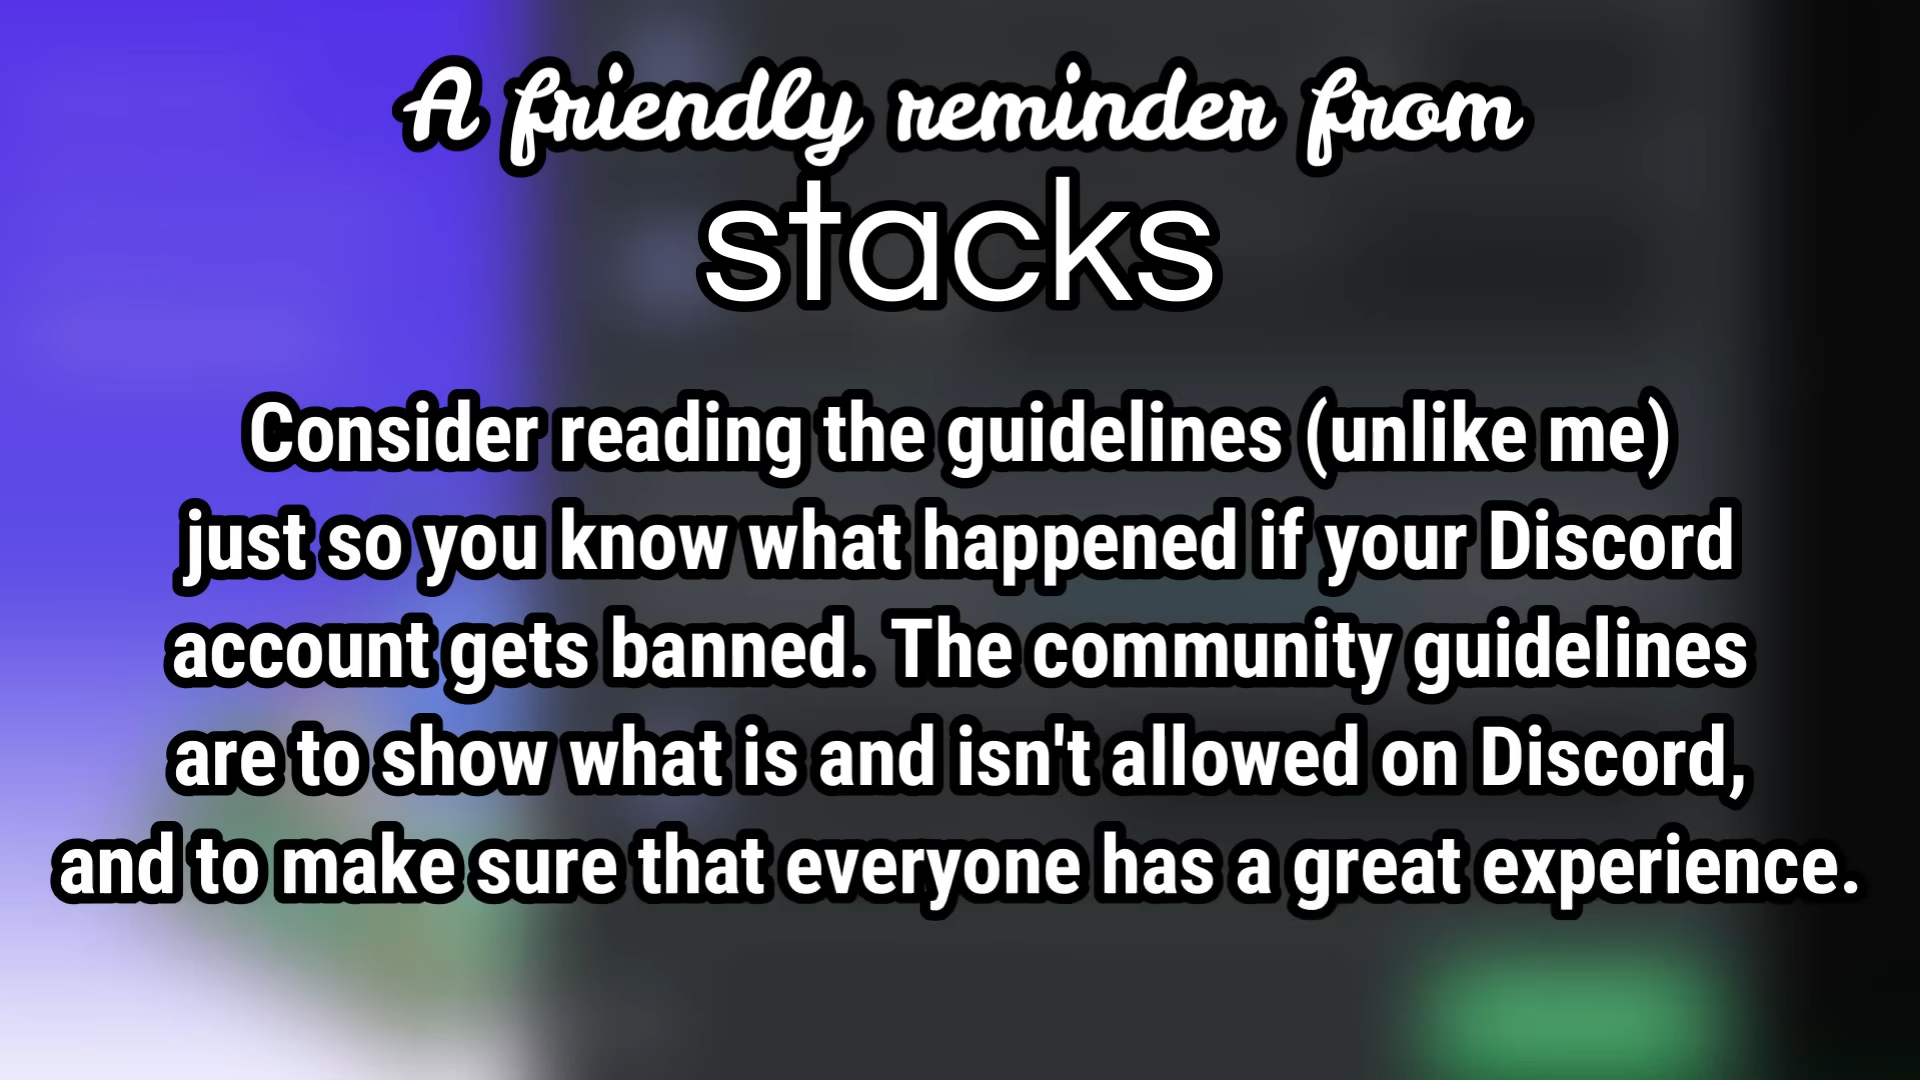 A friendly reminder from
stacks
Consider reading the guidelines (unlike me)
just so you know what happened if your Discord
account gets banned. The community guidelines
are to show what is and isn't allowed on Discord,
and to make sure that everyone has a great experience.